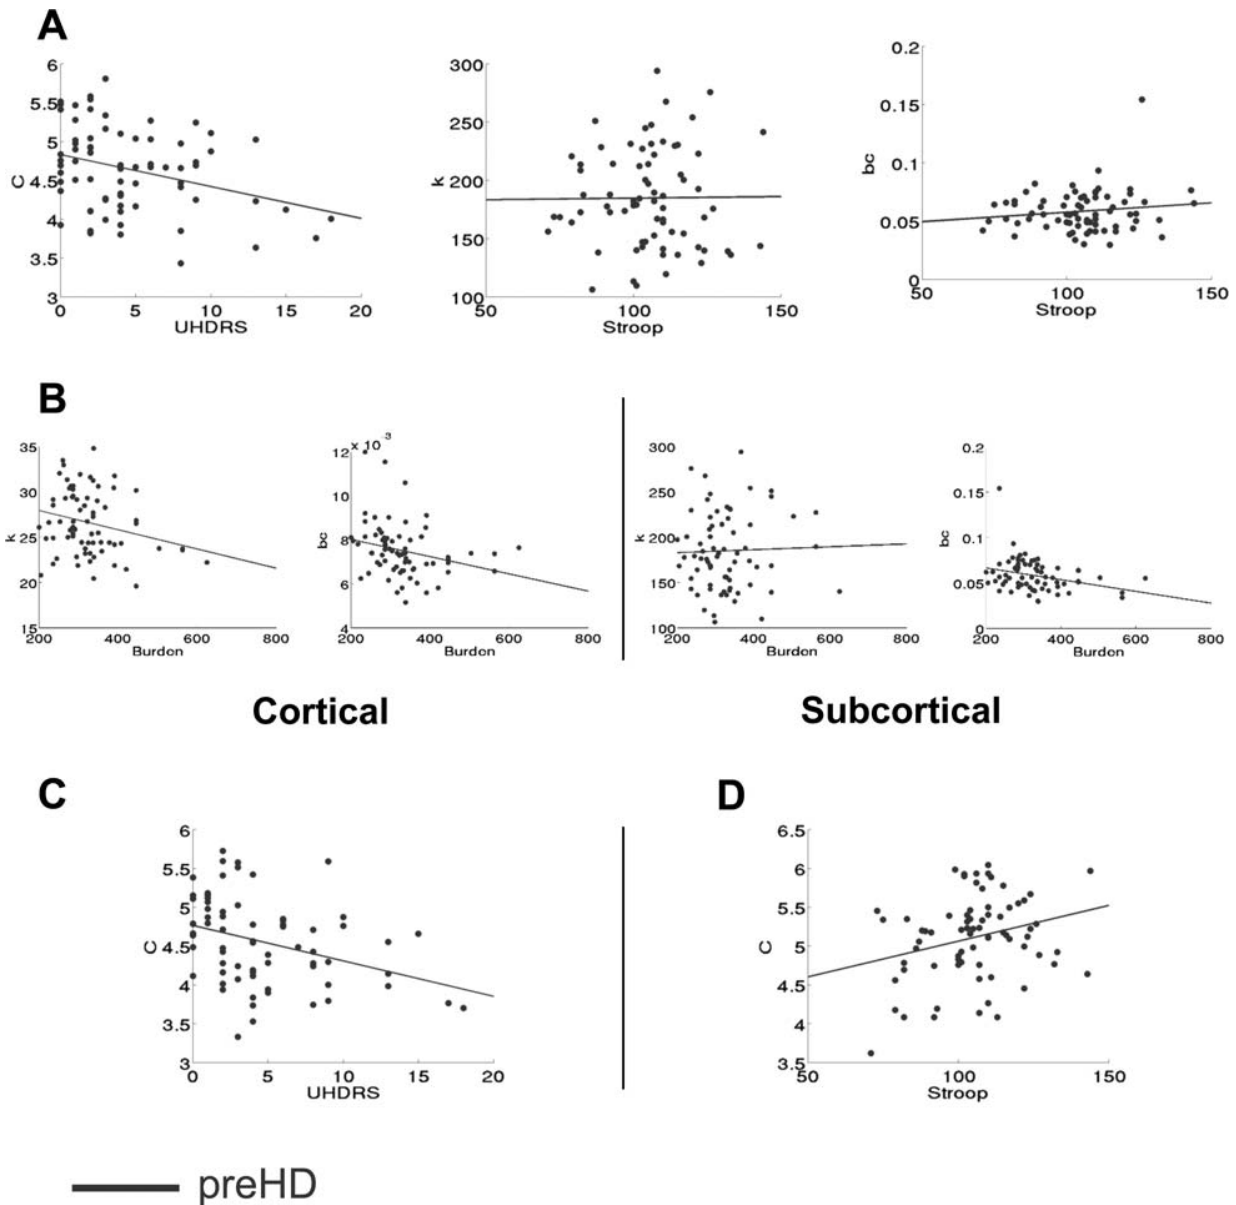 A
6
5.5
5
4.5
4
3.5
3
C
0 5 10 15 20
UHDRS
300
250
200
150
100
k
50 100 150
Stroop
0.2
0.15
0.1
0.05
0
bc
50 100 150
Stroop
B
35
30
25
20
15
k
200 400 600 800
Burden
× 10 -3
12
10
8
6
4
bc
200 400 600 800
Burden
300
250
200
150
100
k
200 400 600 800
Burden
0.2
0.15
0.1
0.05
0
bc
200 400 600 800
Burden
Cortical Subcortical
C
6
5.5
5
4.5
4
3.5
3
C
0 5 10 15 20
UHDRS
D
6.5
6
5.5
5
4.5
4
3.5
C
50 100 150
Stroop
preHD